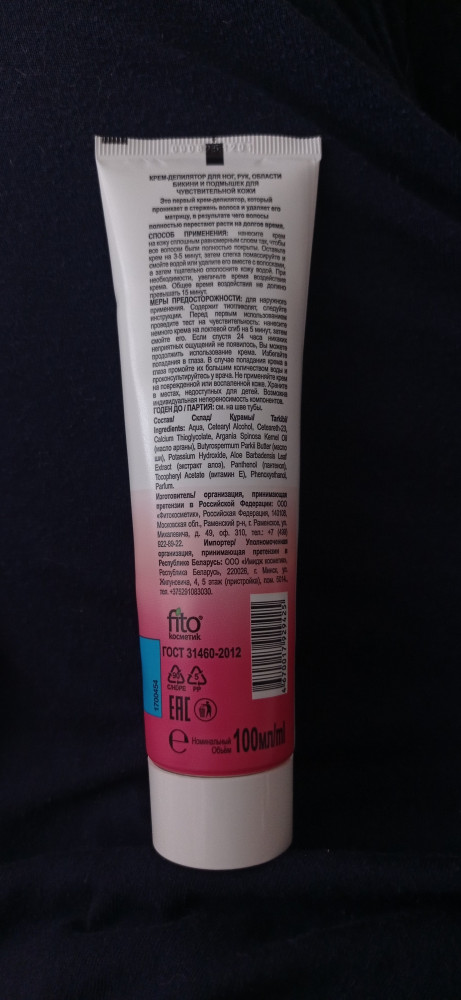 КРЕМ-ДЕПИЛЯТОР ДЛЯ НОГ, РУК, ОБЛАСТИ
БИКИНИ И ПОДМЫШЕК ДЛЯ
ЧУВСТВИТЕЛЬНОЙ КОЖИ
Это первый крем-депилятор, который
проникает в стержень волоса и удаляет его
матрицу, в результате чего волосы
полностью перестают расти на долгое время.
СПОСОБ ПРИМЕНЕНИЯ: нанесите крем
на кожу сплошным равномерным слоем так, чтобы
все волоски были полностью покрыты. Оставьте
крем на 3-5 минут, затем слегка помассируйте и
смойте водой или удалите его вместе с волосками,
а затем тщательно ополосните кожу водой. При
необходимости, увеличьте время воздействия
крема. Общее время воздействия не должно
превышать 15 минут.
МЕРЫ ПРЕДОСТОРОЖНОСТИ: для наружного
применения. Содержит тиогликолят, следуйте
инструкции. Перед первым использованием
проведите тест на чувствительность: нанесите
немного крема на локтевой сгиб на 5 минут, затем
смойте его. Если спустя 24 часа никаких
неприятных ощущений не появилось, Вы можете
продолжить использование крема. Избегайте
попадания в глаза. В случае попадания крема в
глаза промойте их большим количеством воды и
проконсультируйтесь у врача. Не применяйте крем
на поврежденной или воспаленной коже. Храните
в местах, недоступных для детей. Возможна
индивидуальная непереносимость компонентов.
ГОДЕН ДО / ПАРТИЯ: см. на шве тубы.
Состав/ Склад/ Құрамы/ Tarkibi/
Ingredients: Aqua, Cetearyl Alcohol, Ceteareth-23,
Calcium Thioglycolate, Argania Spinosa Kernel Oil
(масло арганы), Butyrospermum Parkii Butter (масло
ши), Potassium Hydroxide, Aloe Barbadensis Leaf
Extract (экстракт алоэ), Panthenol (пантенол),
Tocopheryl Acetate (витамин Е), Phenoxyethanol,
Parfum.
Изготовитель/ организация, принимающая
претензии в Российской Федерации: ООО
«Фитокосметик», Российская Федерация, 140108,
Московская обл., Раменский р-н, г. Раменское, ул.
Михалевича, д. 49, оф. 310, тел.: +7 (498)
922-89-22. Импортер/ Уполномоченная
организация, принимающая претензии в
Республике Беларусь: ООО «Имидж косметик»,
Республика Беларусь, 220026, г. Минск, ул.
Жилуновича, 4, 5 этаж (пристройка), пом.
тел. +375291083030.
fito®
косметик
ГОСТ 31460-2012
C/HDPE
5
PP
EAC
1700454
℮ Номинальный
Объём 100мл/ml